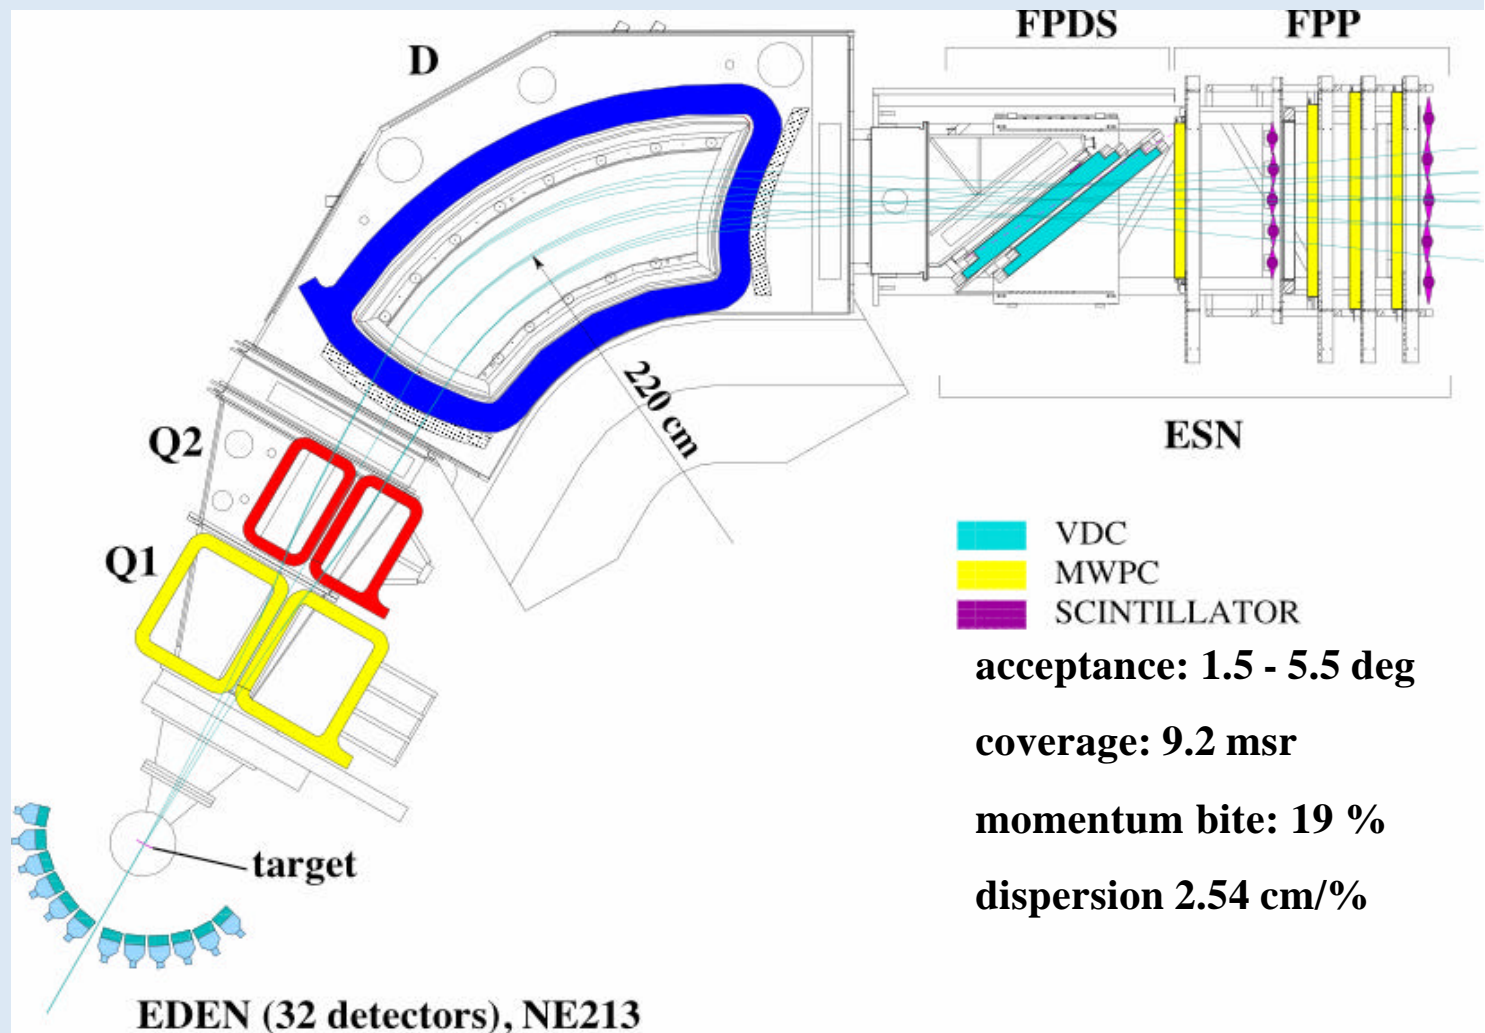 FPDS
FPP
D
220 cm
Q2
ESN
Q1
VDC
MWPC
SCINTILLATOR
acceptance: 1.5 - 5.5 deg
coverage: 9.2 msr
momentum bite: 19 %
dispersion 2.54 cm/%
target
EDEN (32 detectors), NE213